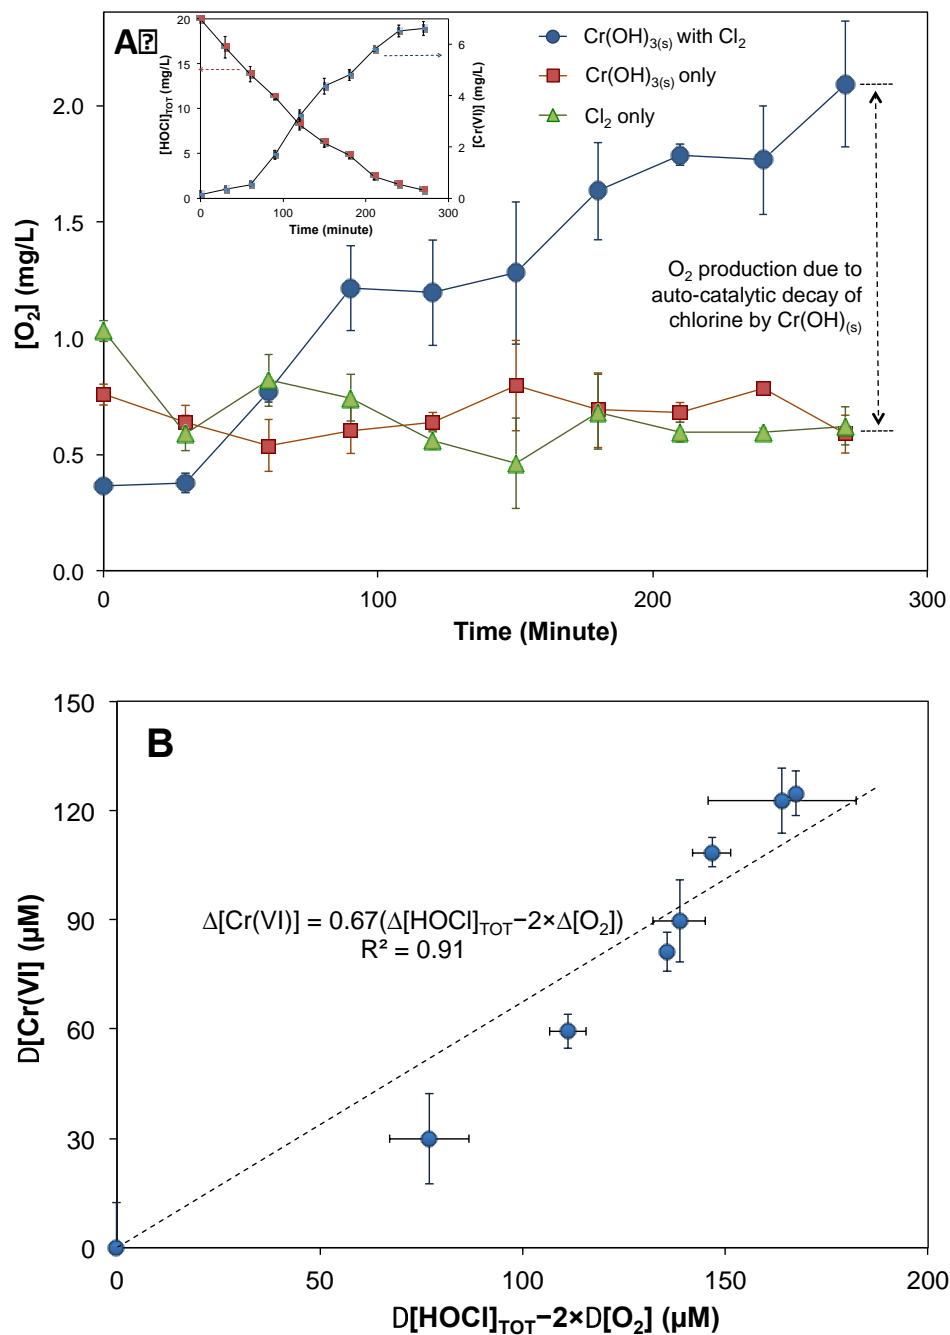 A⍰
Cr(OH)₃₍ₛ₎ with Cl₂
Cr(OH)₃₍ₛ₎ only
Cl₂ only
[HOCl]TOT (mg/L)
20
15
10
5
0
[Cr(VI)] (mg/L)
6
4
2
0
0
100
200
300
Time (minute)
[O₂] (mg/L)
2.0
1.5
1.0
0.5
0.0
O₂ production due to
auto-catalytic decay of
chlorine by Cr(OH)₍ₛ₎
0
100
200
300
Time (Minute)
B
D[Cr(VI)] (µM)
150
120
90
60
30
0
Δ[Cr(VI)] = 0.67(Δ[HOCl]TOT−2×Δ[O₂])
R² = 0.91
0
50
100
150
200
D[HOCl]TOT−2×D[O₂] (µM)